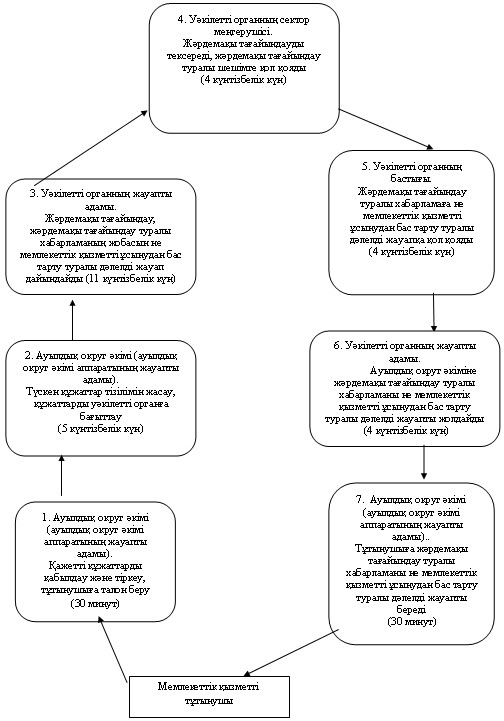 4. Уәкілетті органның сектор
меңгерушісі.
Жәрдемақы тағайындауды
тексереді, жәрдемақы тағайындау
туралы шешімге қол қояды
(4 күнтізбелік күн)
5. Уәкілетті органның
бастығы.
Жәрдемақы тағайындау
туралы хабарламаға не
мемлекеттік қызметті
ұсынудан бас тарту туралы
дәлелді жауапқа қол қояды
(4 күнтізбелік күн)
3. Уәкілетті органның жауапты
адамы.
Жәрдемақы тағайындау,
жәрдемақы тағайындау туралы
хабарламаның жобасын не
мемлекеттік қызметті ұсынудан бас
тарту туралы дәлелді жауап
дайындайды (11 күнтізбелік күн)
6. Уәкілетті органның жауапты
адамы.
Ауылдық округ әкіміне
жәрдемақы тағайындау туралы
хабарламаны не мемлекеттік
қызметті ұсынудан бас тарту
туралы дәлелді жауапты жолдайды
(4 күнтізбелік күн)
2. Ауылдық округ әкімі (ауылдық
округ әкімі аппаратының жауапты
адамы).
Түскен құжаттар тізілімін жасау,
құжаттарды уәкілетті органға
бағыттау
(5 күнтізбелік күн)
7. Ауылдық округ әкімі
(ауылдық округ әкімі
аппаратының жауапты
адамы)..
Тұтынушыға жәрдемақы
тағайындау туралы
хабарламаны не мемлекеттік
қызметті ұсынудан бас тарту
туралы дәлелді жауапты
береді
(30 минут)
1. Ауылдық округ әкімі
(ауылдық округ әкімі
аппаратының жауапты
адамы).
Қажетті құжаттарды
қабылдау және тіркеу,
тұтынушыға талон беру
(30 минут)
Мемлекеттік қызметті
тұтынушы